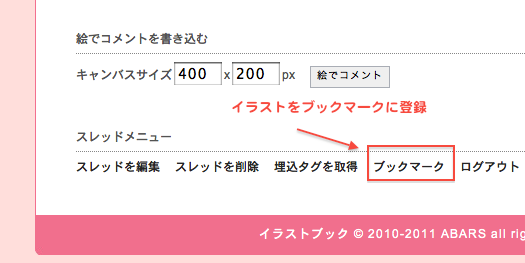 絵でコメントを書き込む
キャンバスサイズ 400 x 200 px 絵でコメント
イラストをブックマークに登録
スレッドメニュー
スレッドを編集 スレッドを削除 埋込タグを取得 ブックマーク ログアウト
イラストブック © 2010-2011 ABARS all rig